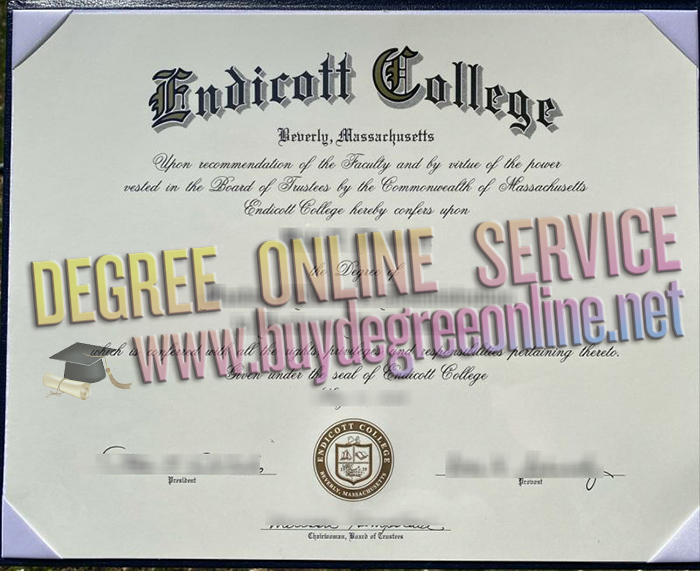 Endicott College
Beverly, Massachusetts
Upon recommendation of the Faculty and by virtue of the power
vested in the Board of Trustees by the Commonwealth of Massachusetts
Endicott College hereby confers upon
DEGREE ONLINE SERVICE
the Degree of
www.buydegreeonline.net
which is conferred with all the rights, privileges and responsibilities pertaining thereto.
Given under the seal of Endicott College
ENDICOTT COLLEGE
BEVERLY, MASSACHUSETTS
President
Provost
Chairwoman, Board of Trustees